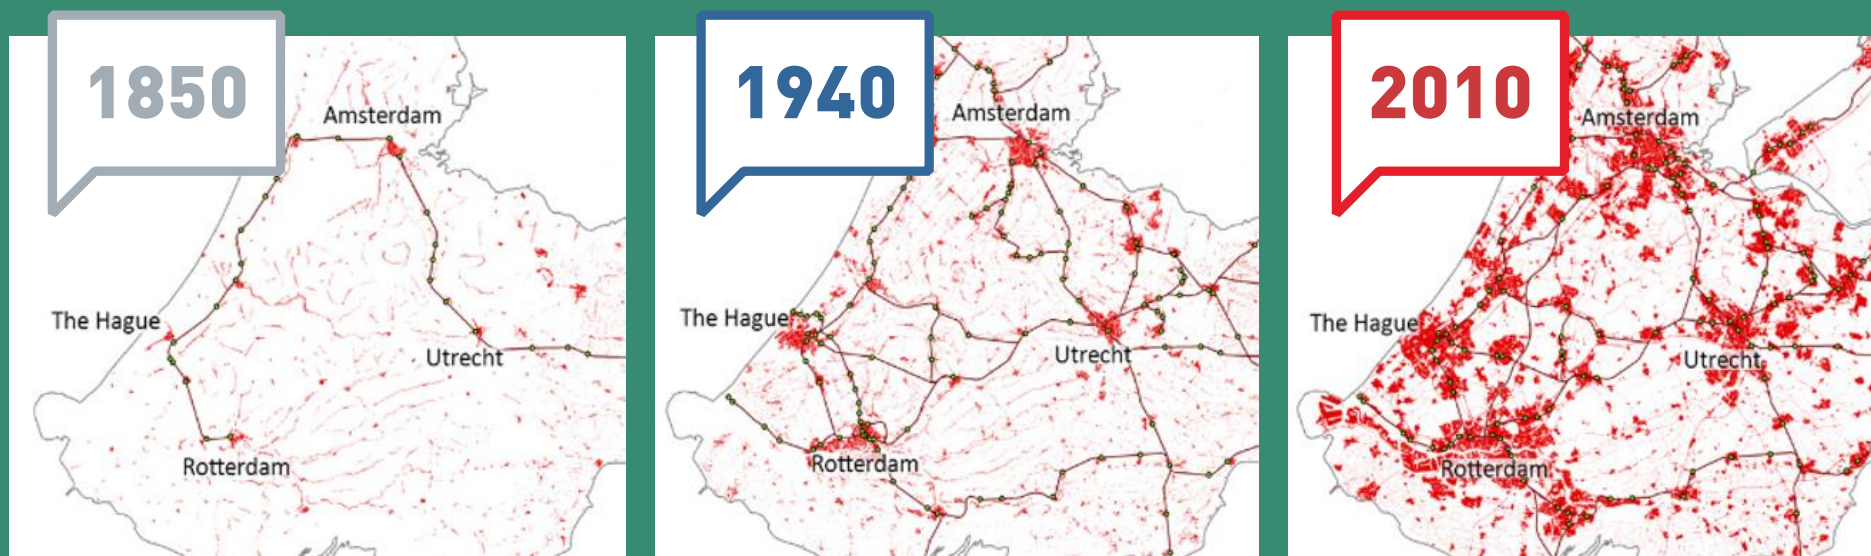 1850
Amsterdam
The Hague
Utrecht
Rotterdam
1940
Amsterdam
The Hague
Utrecht
Rotterdam
2010
Amsterdam
The Hague
Utrecht
Rotterdam